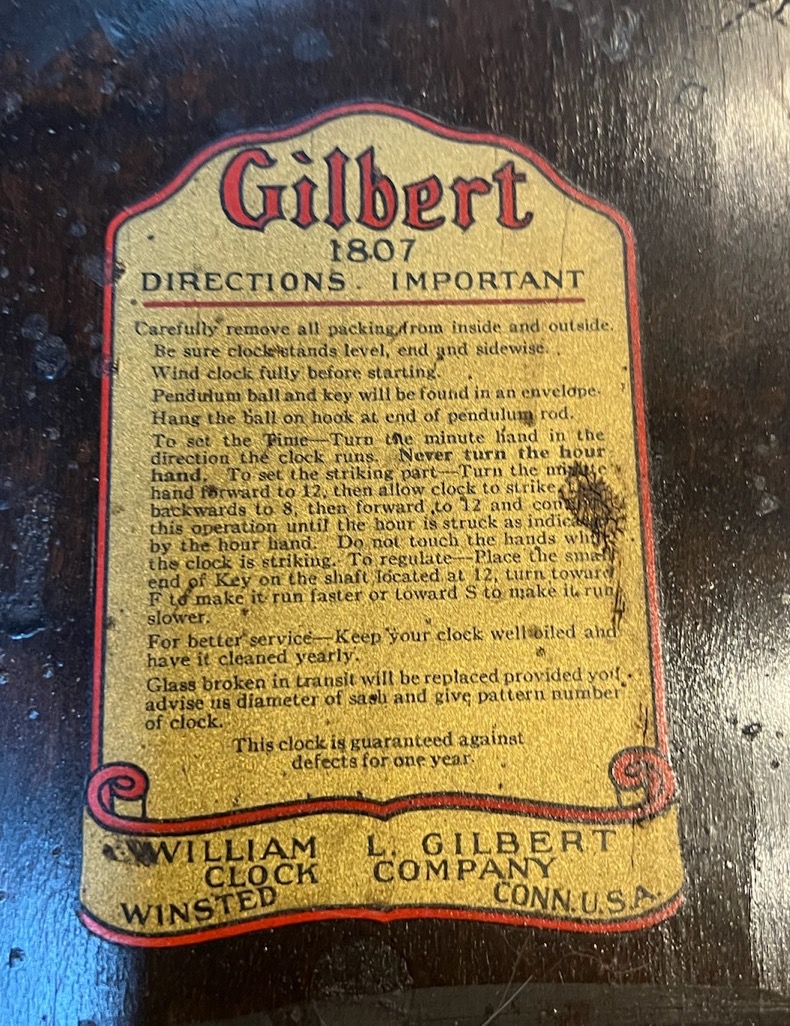 Gilbert
1807
DIRECTIONS. IMPORTANT
Carefully remove all packing from inside and outside.
Be sure clock stands level, end and sidewise.
Wind clock fully before starting.
Pendulum ball and key will be found in an envelope.
Hang the ball on hook at end of pendulum rod.
To set the Time—Turn the minute hand in the
direction the clock runs. Never turn the hour
hand. To set the striking part—Turn the minute
hand forward to 12, then allow clock to strike,
backwards to 8, then forward to 12 and
this operation until the hour is struck as
by the hour hand. Do not touch the hands
the clock is striking. To regulate—Place the small
end of Key on the shaft located at 12, turn toward
F to make it run faster or toward S to make it run
slower.
For better service—Keep your clock well oiled and
have it cleaned yearly.
Glass broken in transit will be replaced provided you
advise us diameter of sash and give pattern number
of clock.
This clock is guaranteed against
defects for one year.
WILLIAM L. GILBERT
CLOCK COMPANY
WINSTED CONN.U.S.A.